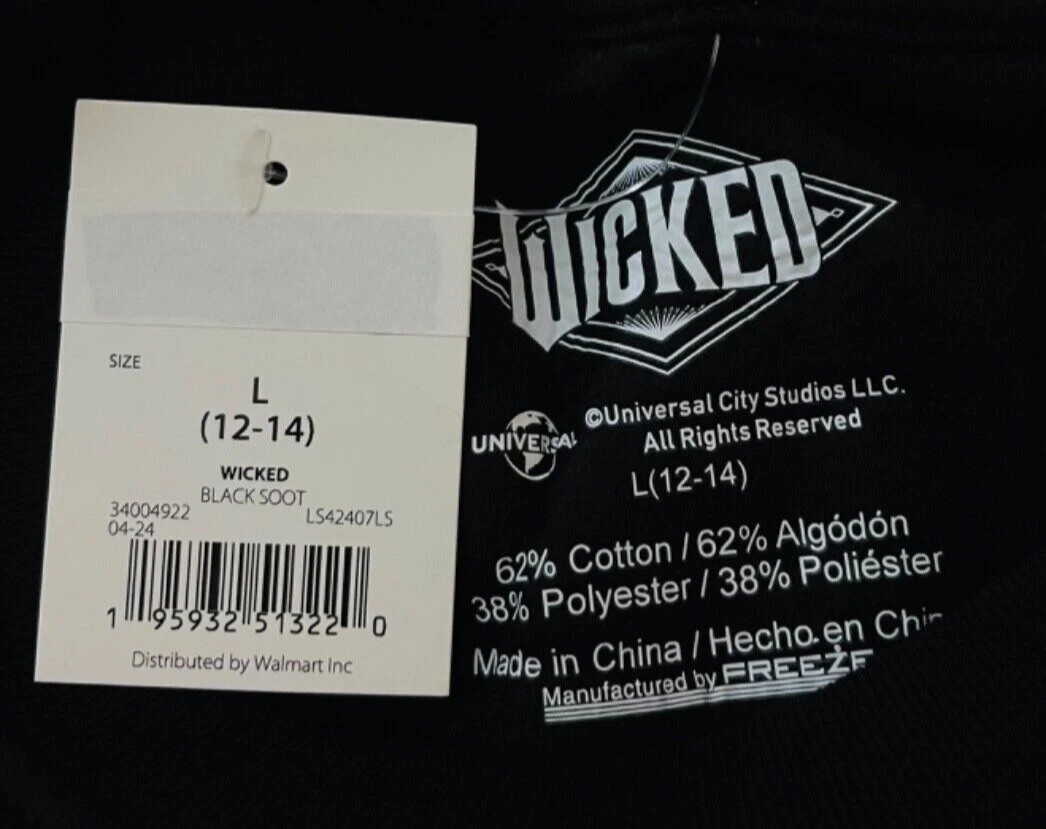 SIZE
L
(12-14)
WICKED
BLACK SOOT
34004922 LS42407LS
04-24
1 95932 51322 0
Distributed by Walmart Inc
WICKED
UNIVERSAL
©Universal City Studios LLC.
All Rights Reserved
L(12-14)
62% Cotton / 62% Algódón
38% Polyester / 38% Poliéster
Made in China / Hecho en Chin
Manufactured by FREEZE